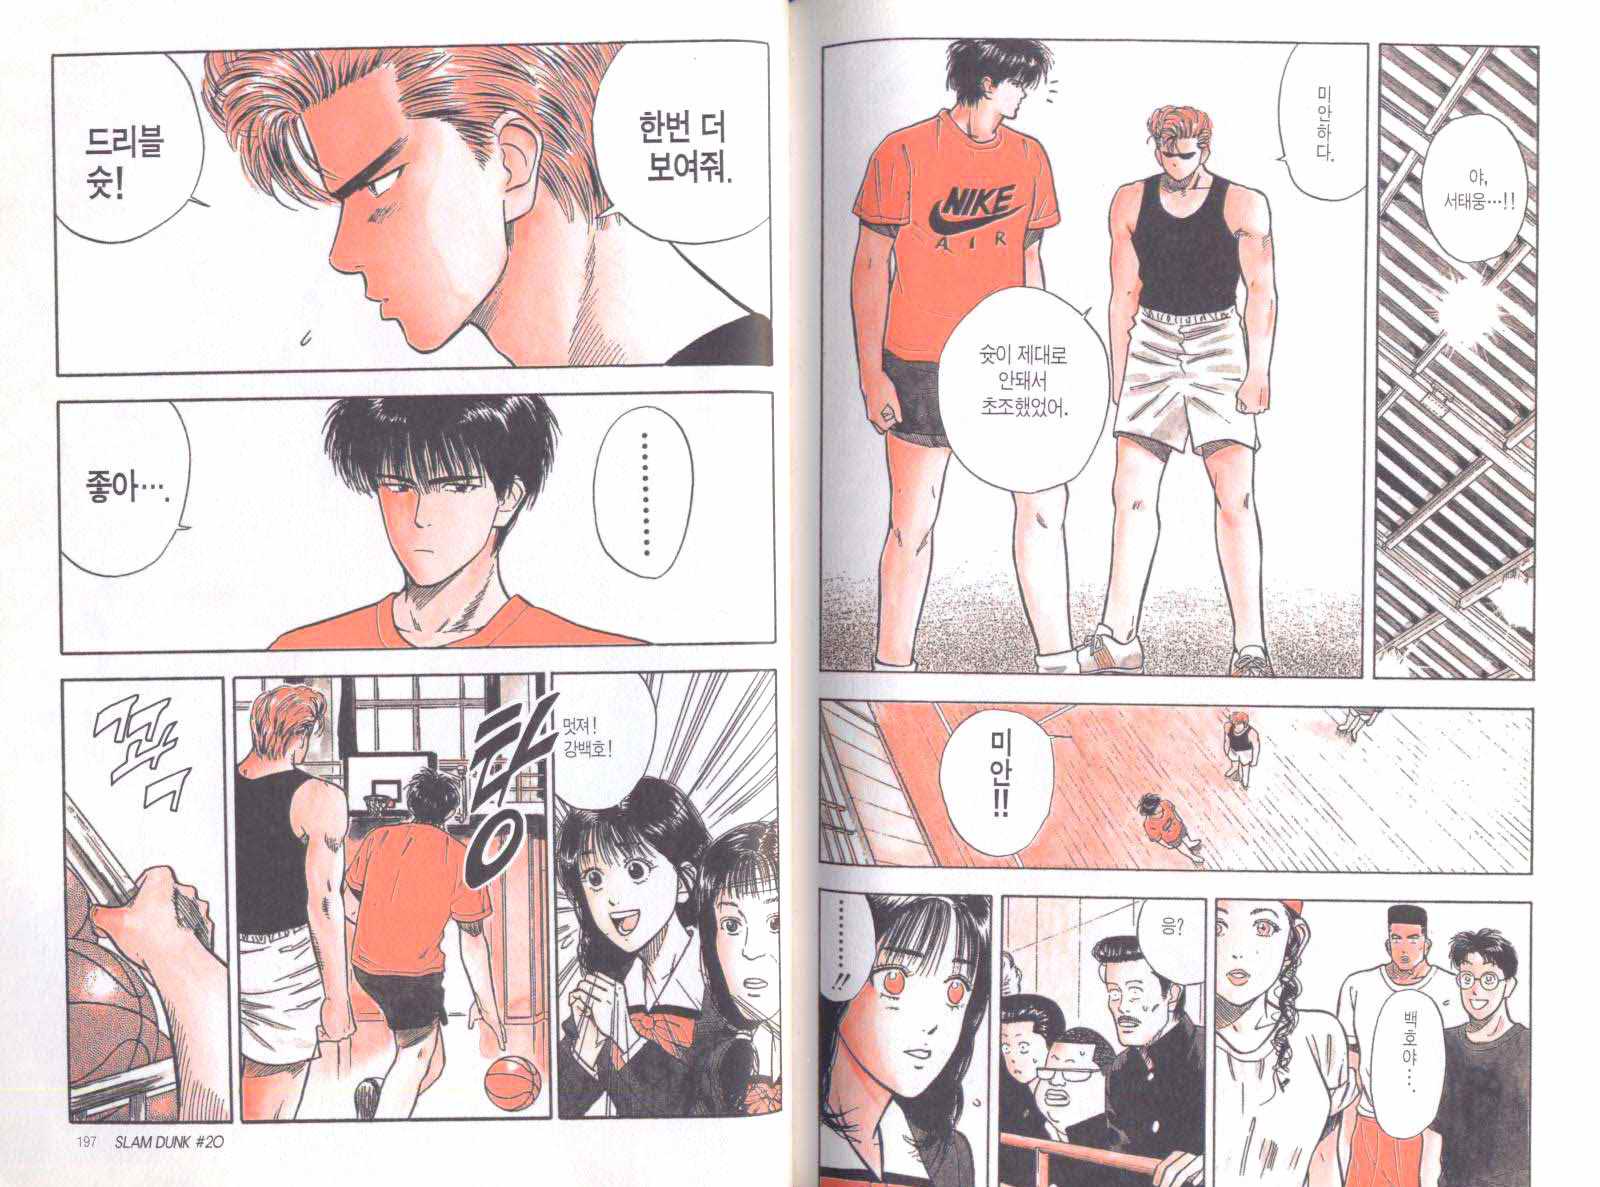 야,
서태웅…!!
미안하다.
슛이 제대로
안돼서
초조했었어.
NIKE
AIR
미안!!
백호야….
응?
………!!
한번 더
보여줘.
드리블
슛!
…………
좋아….
멋져!
강백호!
탕
꽈
ㄱ
197 SLAM DUNK #20